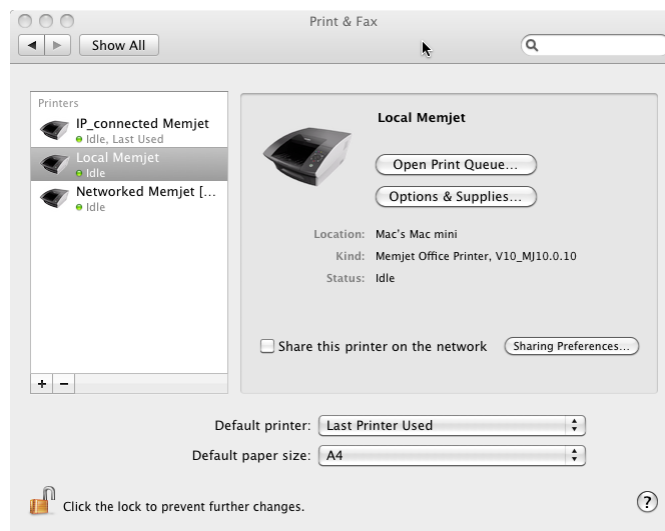 Print & Fax
Show All
Printers
IP_connected Memjet
Idle, Last Used
Local Memjet
Idle
Networked Memjet [...
Idle
Local Memjet
Open Print Queue...
Options & Supplies...
Location: Mac's Mac mini
Kind: Memjet Office Printer, V10_MJ10.0.10
Status: Idle
Share this printer on the network Sharing Preferences...
+ −
Default printer: Last Printer Used
Default paper size: A4
Click the lock to prevent further changes. ?